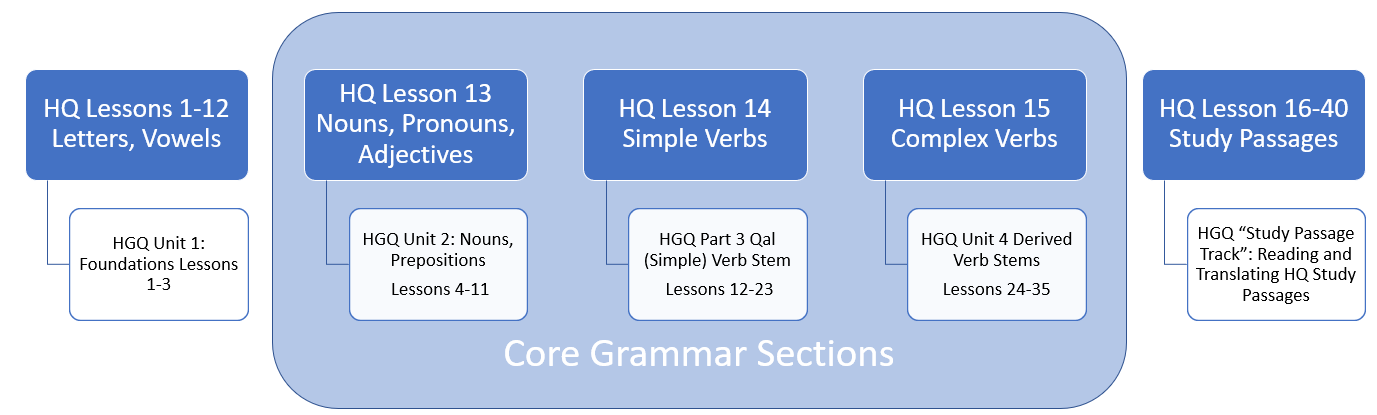 HQ Lessons 1-12
Letters, Vowels
HGQ Unit 1:
Foundations Lessons
1-3
HQ Lesson 13
Nouns, Pronouns,
Adjectives
HGQ Unit 2: Nouns,
Prepositions
Lessons 4-11
HQ Lesson 14
Simple Verbs
HGQ Part 3 Qal
(Simple) Verb Stem
Lessons 12-23
HQ Lesson 15
Complex Verbs
HGQ Unit 4 Derived
Verb Stems
Lessons 24-35
HQ Lesson 16-40
Study Passages
HGQ “Study Passage
Track”: Reading and
Translating HQ Study
Passages
Core Grammar Sections